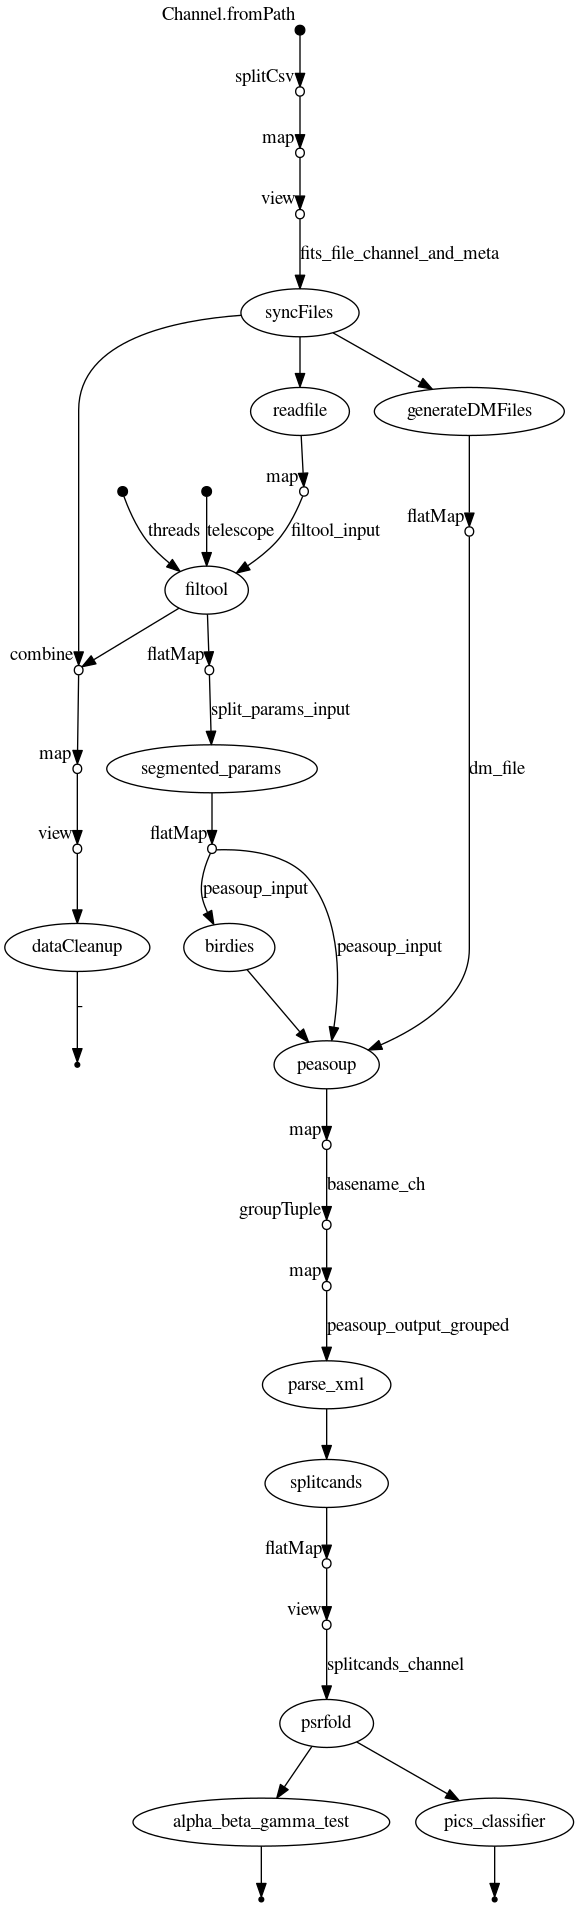 Channel.fromPath
splitCsv
map
view
fits_file_channel_and_meta
syncFiles
readfile
generateDMFiles
map
flatMap
threads
telescope
filtool_input
filtool
combine
flatMap
split_params_input
map
segmented_params
dm_file
view
flatMap
peasoup_input
dataCleanup
birdies
peasoup_input
-
peasoup
map
basename_ch
groupTuple
map
peasoup_output_grouped
parse_xml
splitcands
flatMap
view
splitcands_channel
psrfold
alpha_beta_gamma_test
pics_classifier